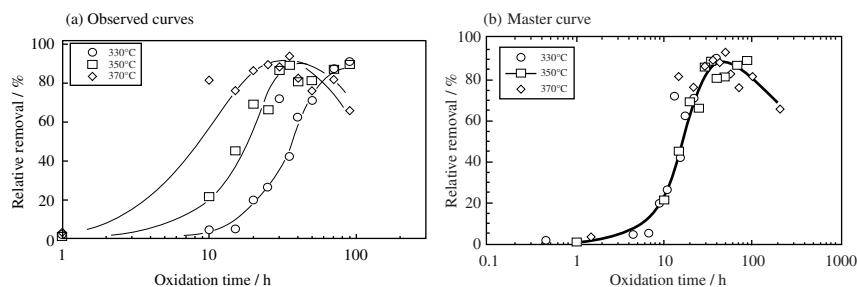 (a) Observed curves
Relative removal / %
100
80
60
40
20
0
330°C
350°C
370°C
1
10
100
Oxidation time / h
(b) Master curve
Relative removal / %
100
80
60
40
20
0
330°C
350°C
370°C
0.1
1
10
100
1000
Oxidation time / h